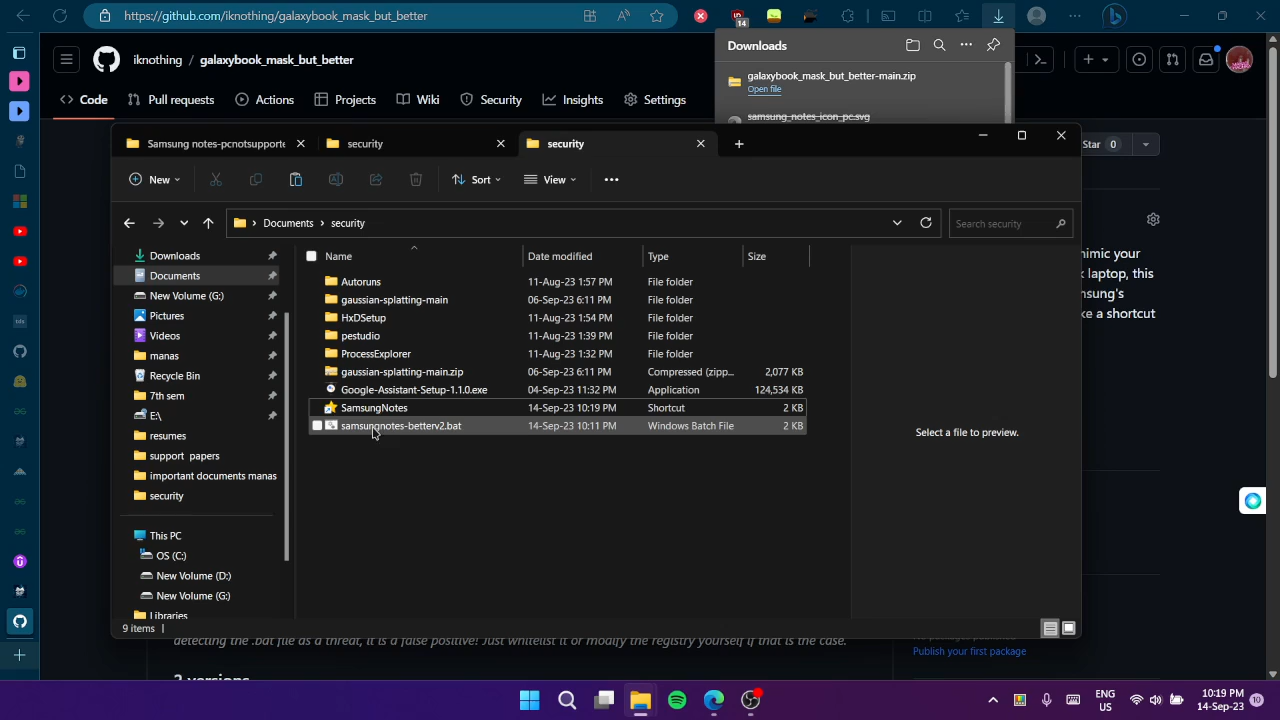 https://github.com/iknothing/galaxybook_mask_but_better
14
iknothing / galaxybook_mask_but_better
Downloads
galaxybook_mask_but_better-main.zip
Open file
samsung_notes_icon_pc.svg
Code
Pull requests
Actions
Projects
Wiki
Security
Insights
Settings
Samsung notes-pcnotsupporte
security
security
Star 0
New
Sort
View
Documents
security
Search security
Name
Date modified
Type
Size
Downloads
Documents
New Volume (G:)
Pictures
Videos
manas
Recycle Bin
7th sem
E:\
resumes
support papers
important documents manas
security
This PC
OS (C:)
New Volume (D:)
New Volume (G:)
Libraries
Autoruns 11-Aug-23 1:57 PM File folder
gaussian-splatting-main 06-Sep-23 6:11 PM File folder
HxDSetup 11-Aug-23 1:54 PM File folder
pestudio 11-Aug-23 1:39 PM File folder
ProcessExplorer 11-Aug-23 1:32 PM File folder
gaussian-splatting-main.zip 06-Sep-23 6:11 PM Compressed (zipp... 2,077 KB
Google-Assistant-Setup-1.1.0.exe 04-Sep-23 11:32 PM Application 124,534 KB
SamsungNotes 14-Sep-23 10:19 PM Shortcut 2 KB
samsungnotes-betterv2.bat 14-Sep-23 10:11 PM Windows Batch File 2 KB
Select a file to preview.
mimic your
laptop, this
sung's
ke a shortcut
9 items
detecting the .bat file as a threat, it is a false positive! Just whitelist it or modify the registry yourself if that is the case.
2 versions
No packages published
Publish your first package
ENG
US
10:19 PM
14-Sep-23
10